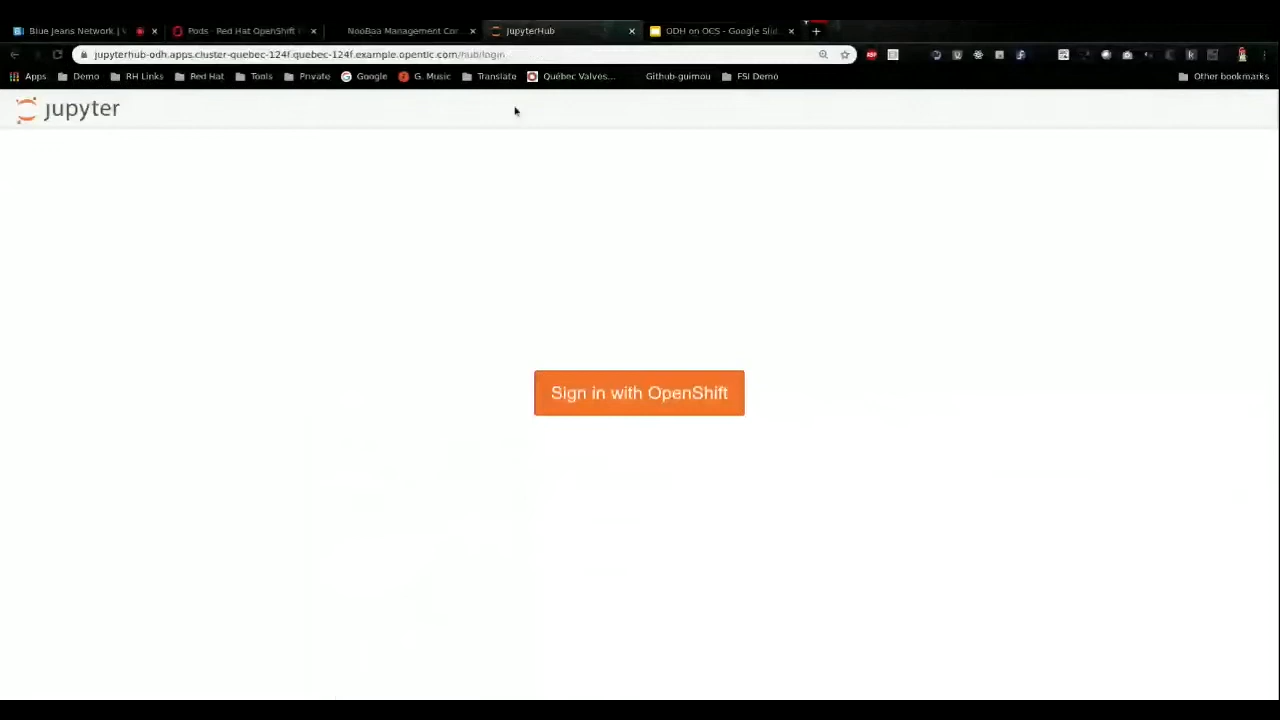 Blue Jeans Network |
Pods · Red Hat OpenShift
NooBaa Management Con
JupyterHub
ODH on OCS - Google Slid
jupyterhub-odh.apps.cluster-quebec-124f.quebec-124f.example.opentlc.com/hub/login
Apps Demo RH Links Red Hat Tools Private Google G. Music Translate Québec Valves... Github-guimou FSI Demo Other bookmarks
jupyter
Sign in with OpenShift